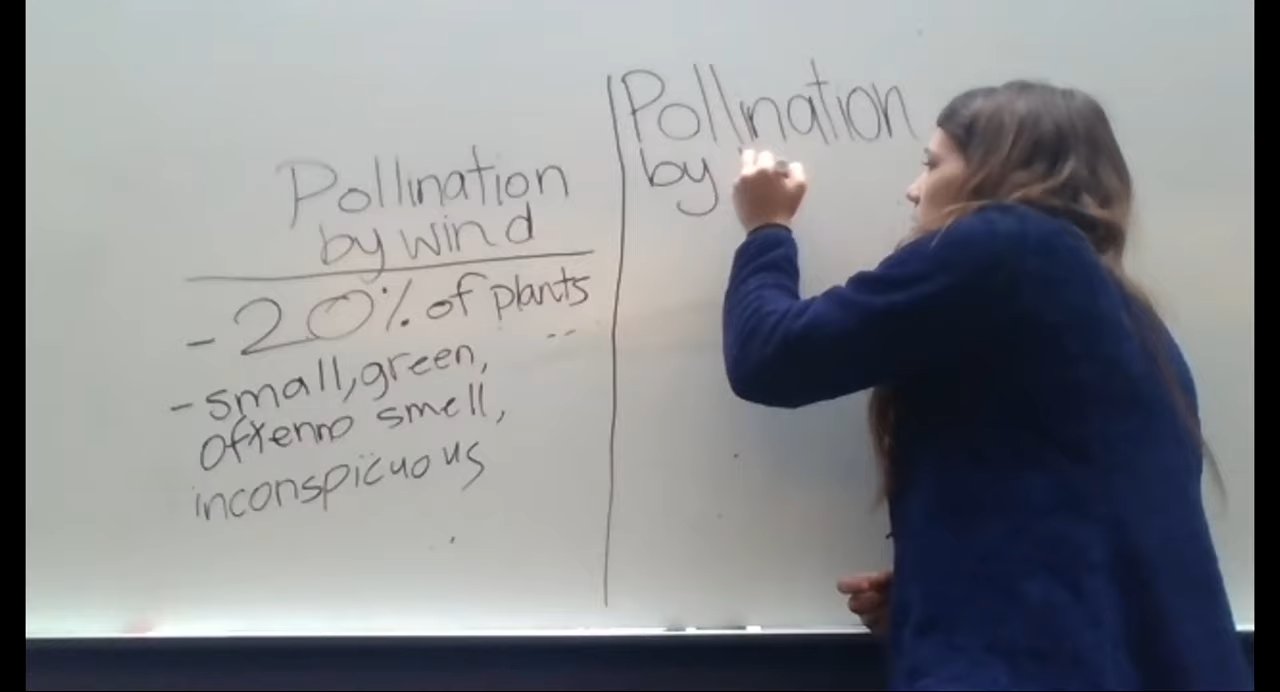 Pollination
by wind
- 20% of plants
- small, green,
often no smell,
inconspicuous
Pollination
by